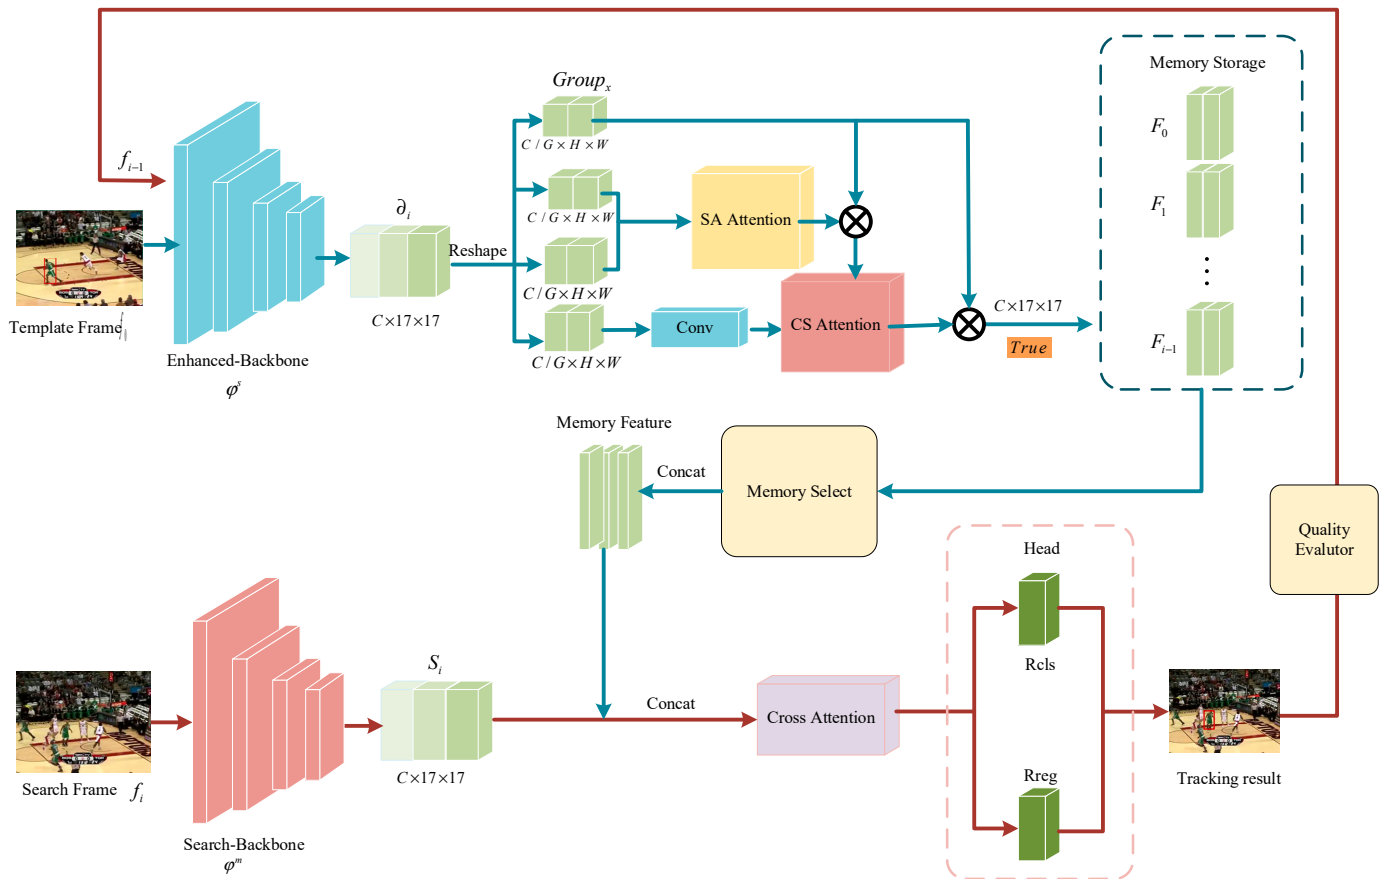 Memory Storage
F_0
F_1
F_{i-1}
Group_x
C / G×H×W
C / G×H×W
C / G×H×W
C / G×H×W
f_{i-1}
∂_i
SA Attention
Reshape
C×17×17
True
Template Frame
C×17×17
Conv
CS Attention
Enhanced-Backbone
φ^s
Memory Feature
Concat
Memory Select
Quality
Evalutor
Head
Rcls
S_i
Concat
Cross Attention
Rreg
C×17×17
Search Frame f_i
Tracking result
Search-Backbone
φ^m